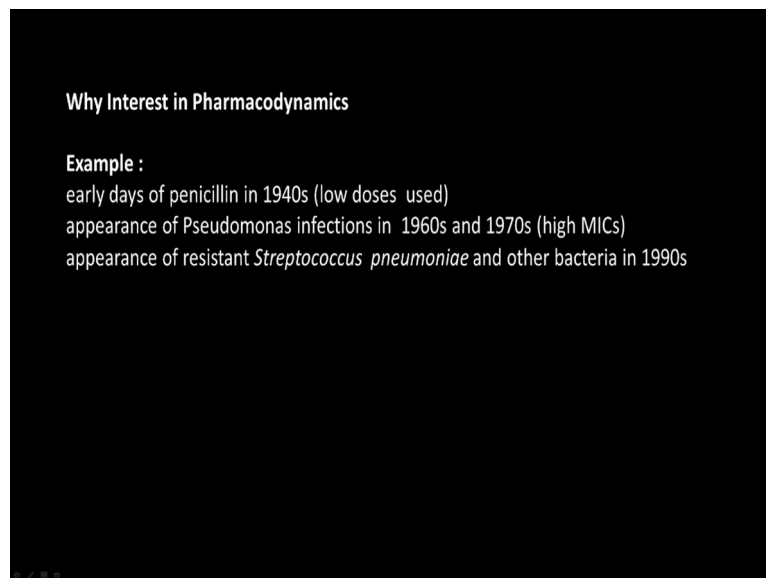 Why Interest in Pharmacodynamics
Example :
early days of penicillin in 1940s (low doses used)
appearance of Pseudomonas infections in 1960s and 1970s (high MICs)
appearance of resistant Streptococcus pneumoniae and other bacteria in 1990s